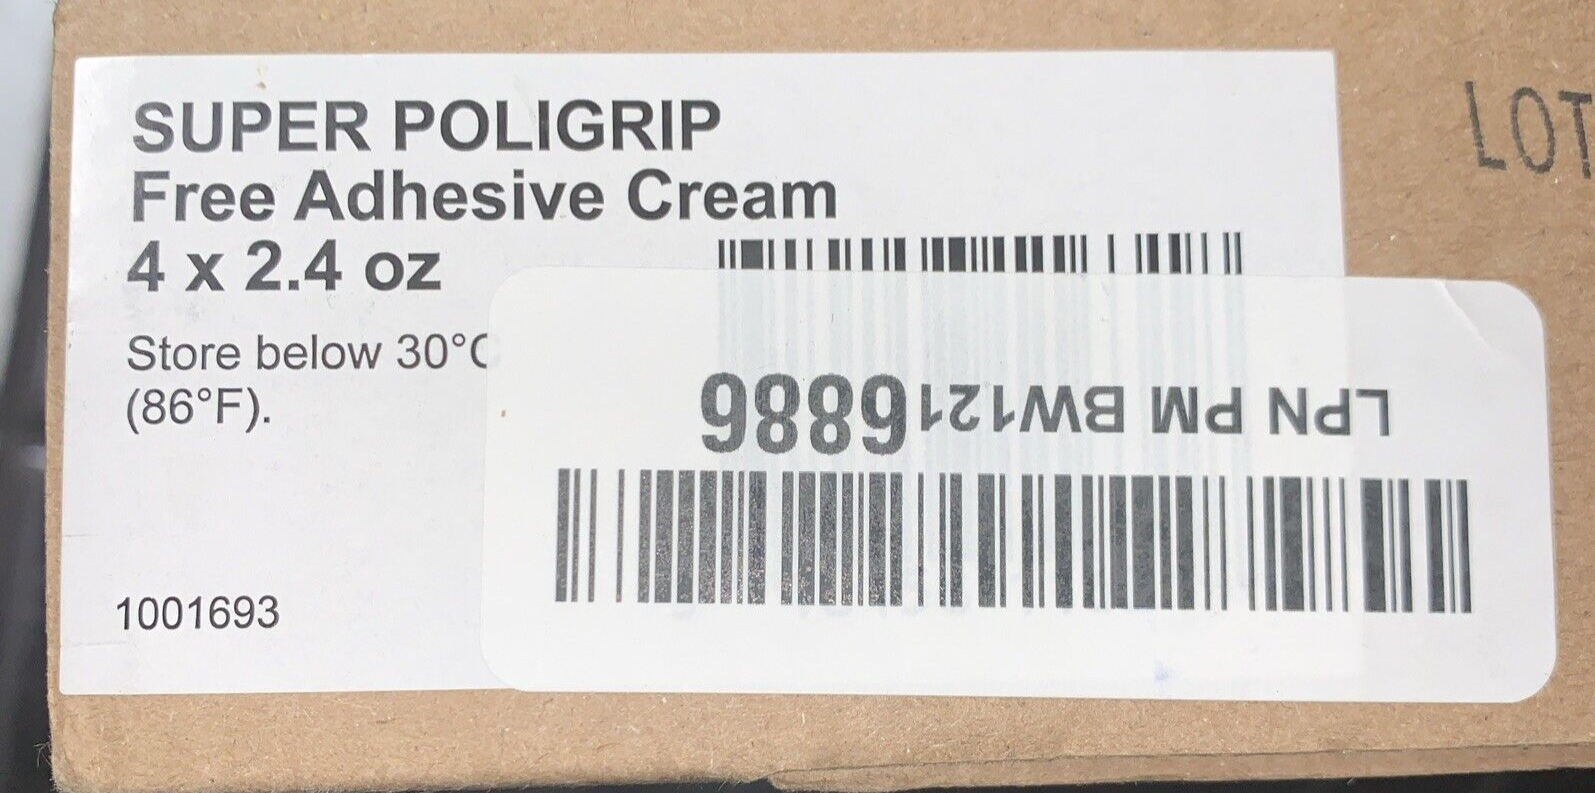 SUPER POLIGRIP
Free Adhesive Cream
4 x 2.4 oz
Store below 30°C
(86°F).
1001693
LPN PM BW1216886
LOT